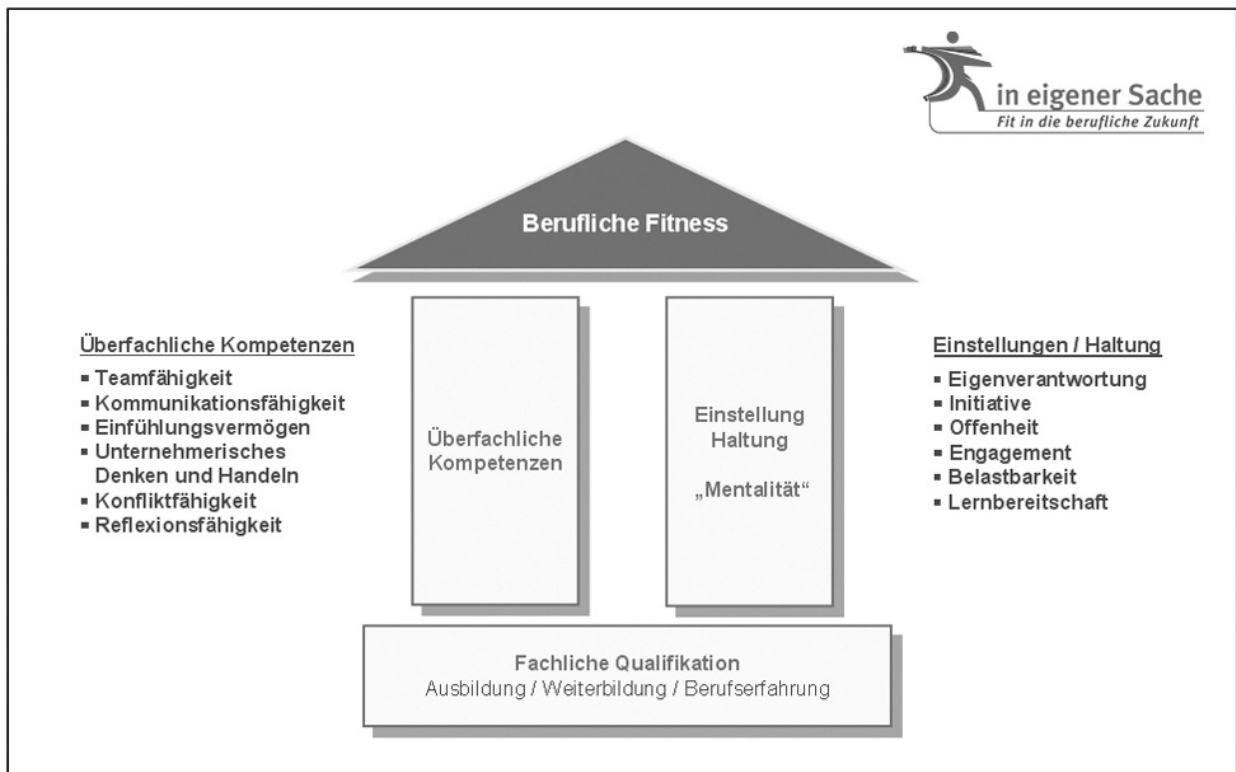 in eigener Sache
Fit in die berufliche Zukunft
Berufliche Fitness
Überfachliche Kompetenzen
▪ Teamfähigkeit
▪ Kommunikationsfähigkeit
▪ Einfühlungsvermögen
▪ Unternehmerisches
Denken und Handeln
▪ Konfliktfähigkeit
▪ Reflexionsfähigkeit
Überfachliche
Kompetenzen
Einstellung
Haltung
„Mentalität“
Einstellungen / Haltung
▪ Eigenverantwortung
▪ Initiative
▪ Offenheit
▪ Engagement
▪ Belastbarkeit
▪ Lernbereitschaft
Fachliche Qualifikation
Ausbildung / Weiterbildung / Berufserfahrung